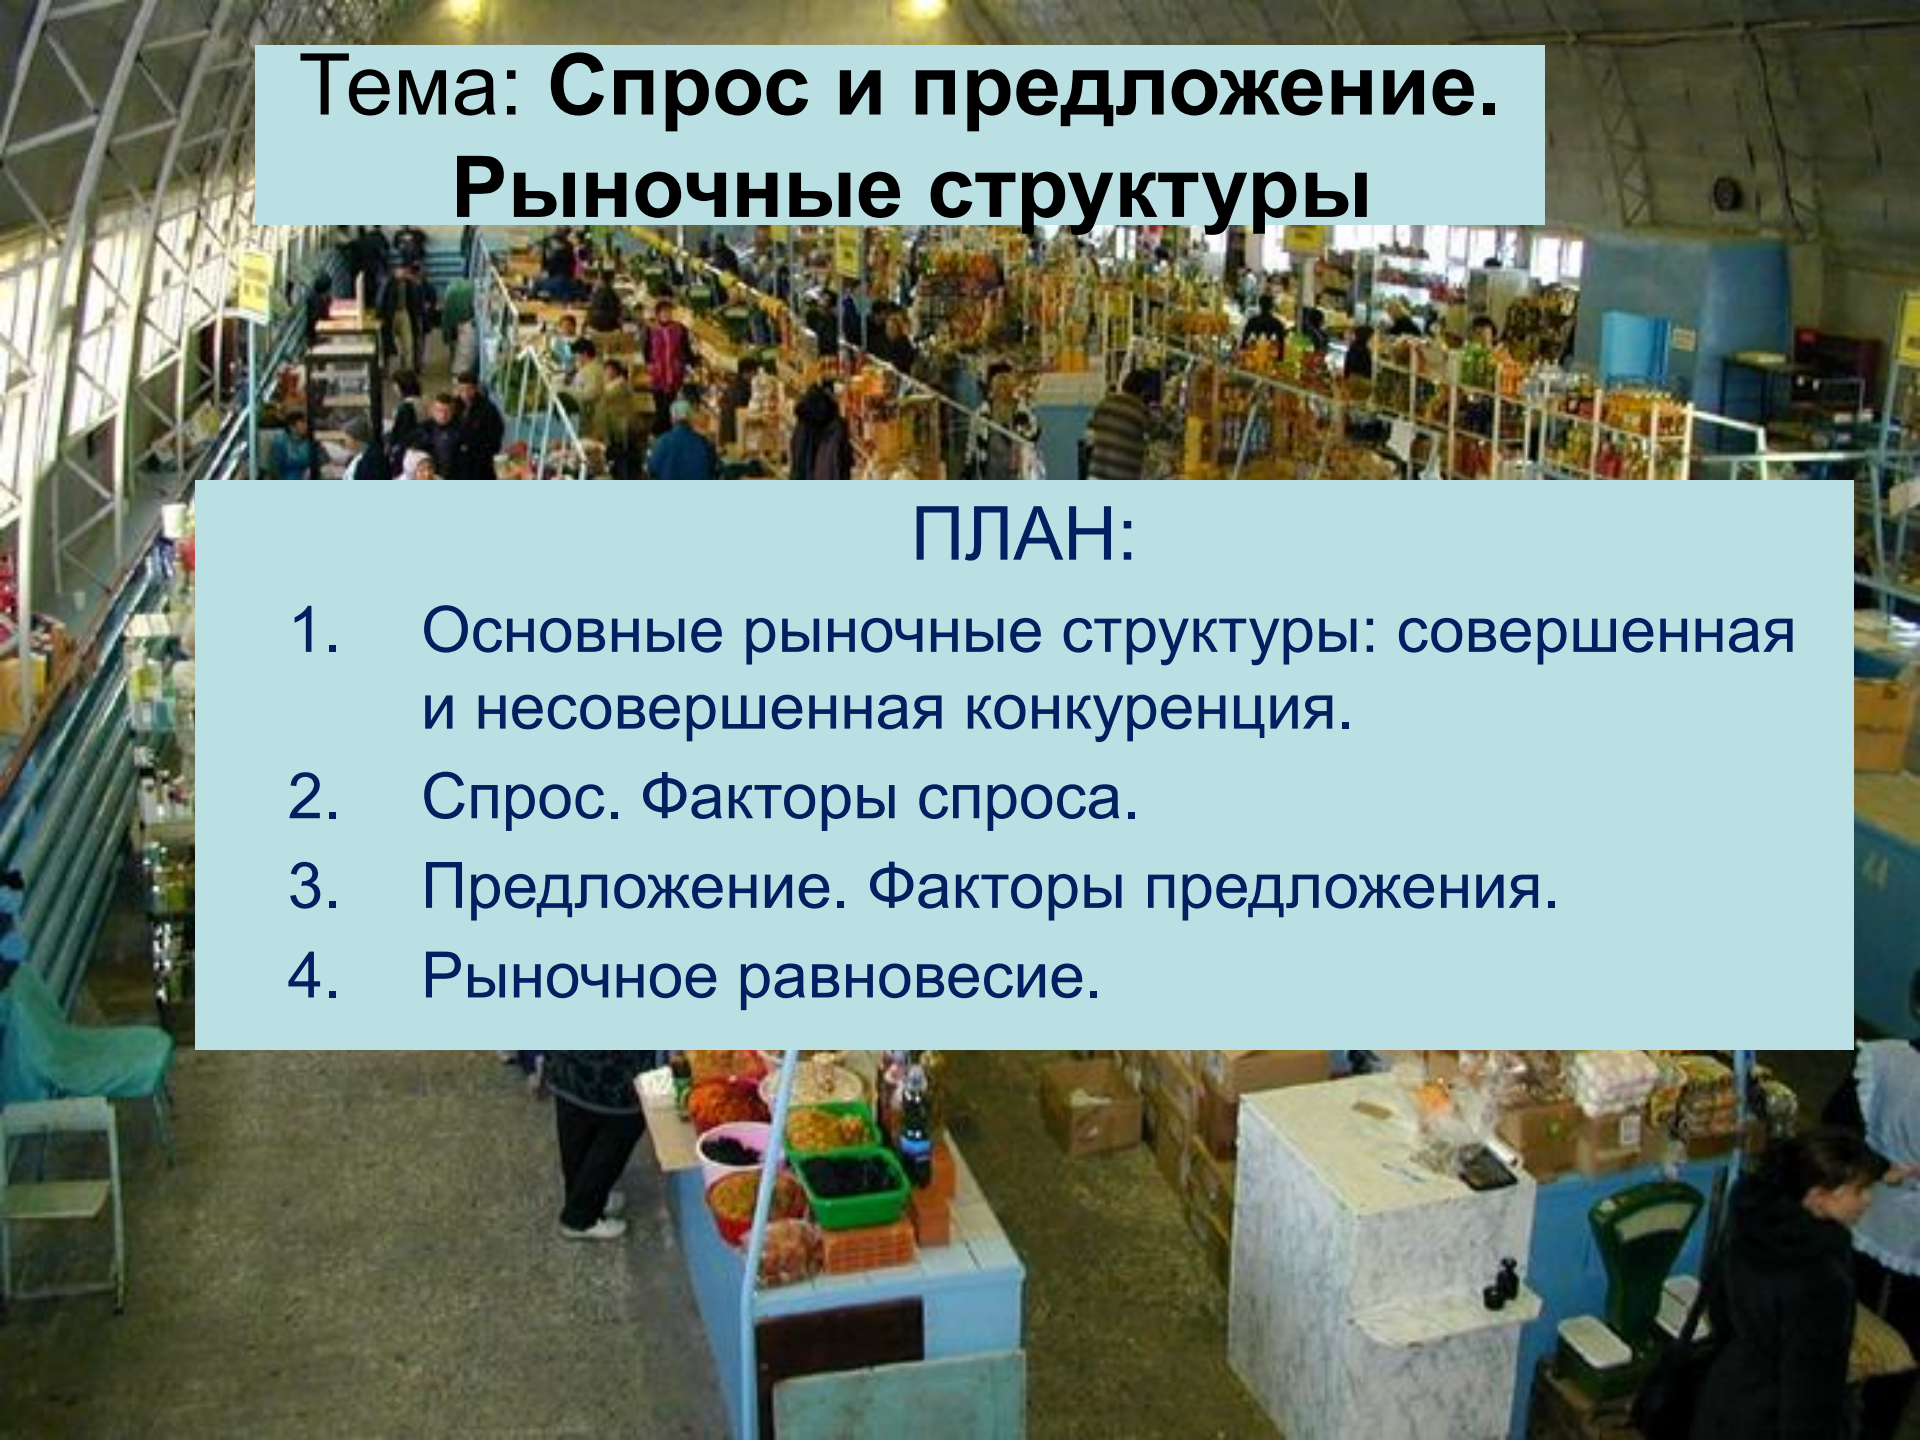 Тема: Спрос и предложение.
Рыночные структуры
ПЛАН:
1. Основные рыночные структуры: совершенная
и несовершенная конкуренция.
2. Спрос. Факторы спроса.
3. Предложение. Факторы предложения.
4. Рыночное равновесие.